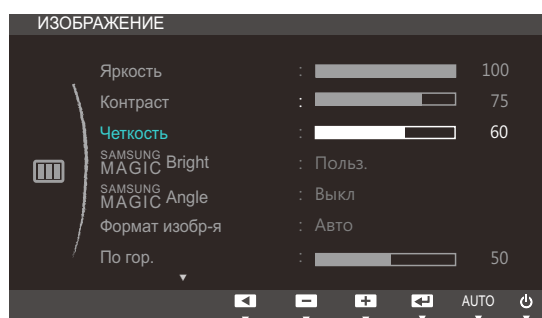 ИЗОБРАЖЕНИЕ
Яркость : 100
Контраст : 75
Четкость : 60
SAMSUNG MAGIC Bright : Польз.
SAMSUNG MAGIC Angle : Выкл
Формат изобр-я : Авто
По гор. : 50
AUTO